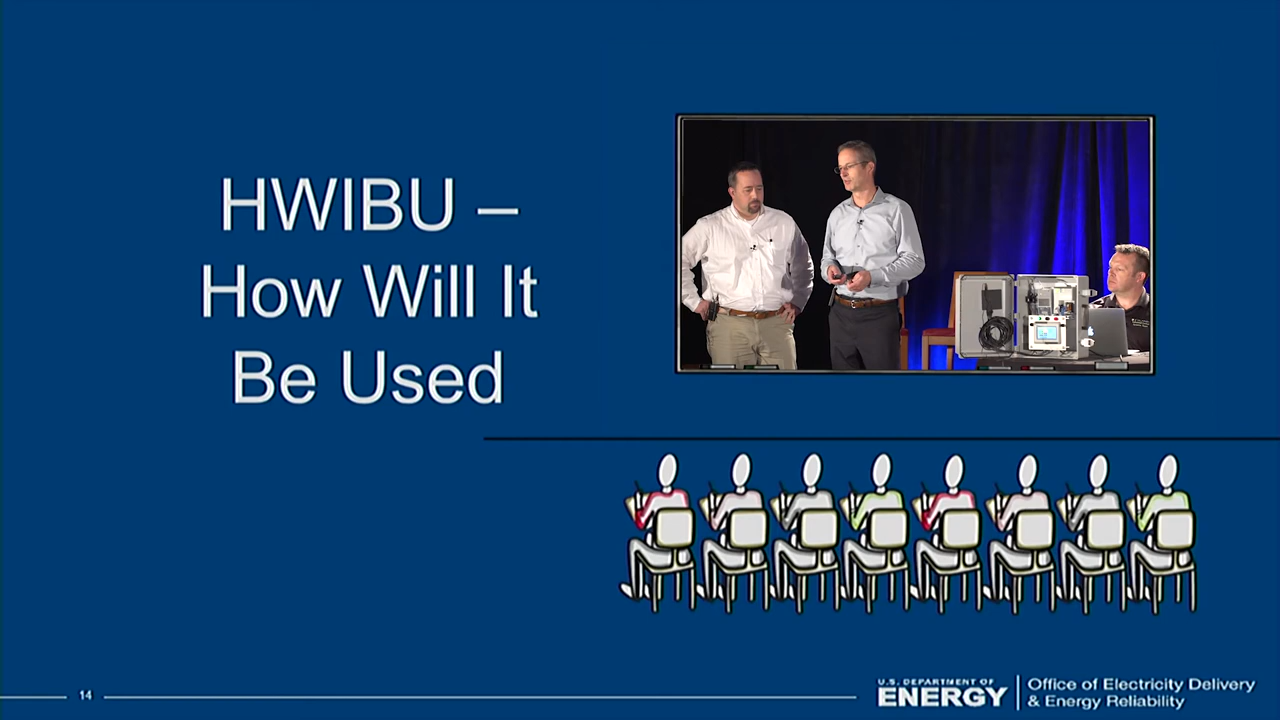 HWIBU –
How Will It
Be Used
14
U.S. DEPARTMENT OF
ENERGY
Office of Electricity Delivery
& Energy Reliability